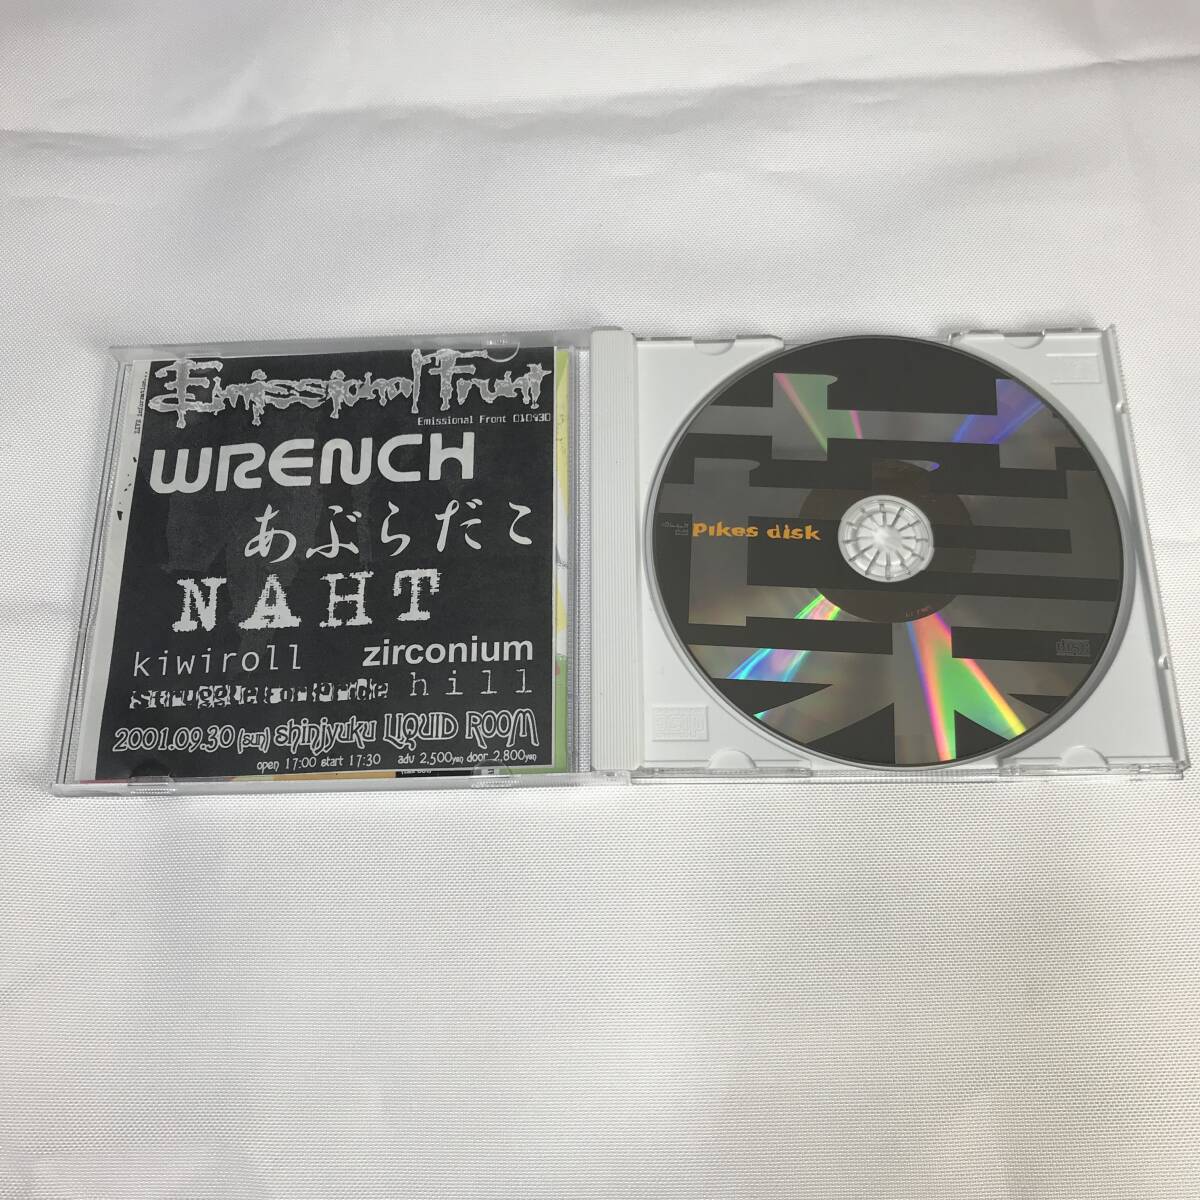 Emissional Front
Emissional Front 010930
WRENCH
あぶらだこ
NAHT
kiwiroll zirconium
struggle for pride hill
2001.09.30 (sun) shinjyuku LIQUID ROOM
open 17:00 start 17:30 adv 2,500yen door 2,800yen
pikes disk